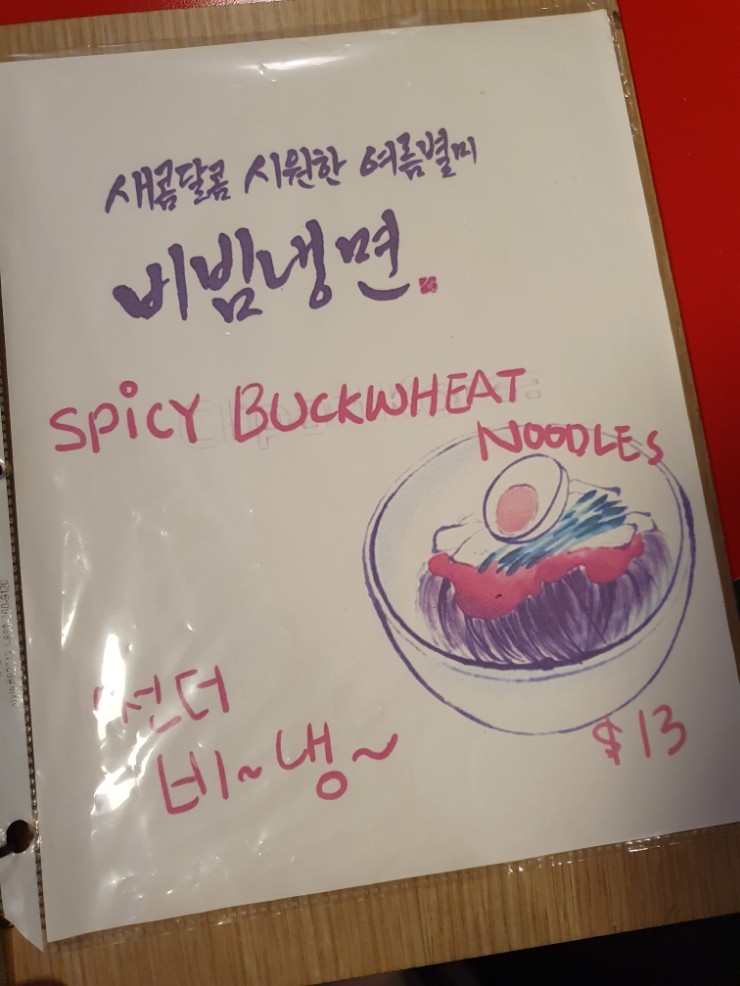 새콤달콤 시원한 여름별미
비빔냉면
SPICY BUCKWHEAT
NOODLES
썬더
비~냉~
$13